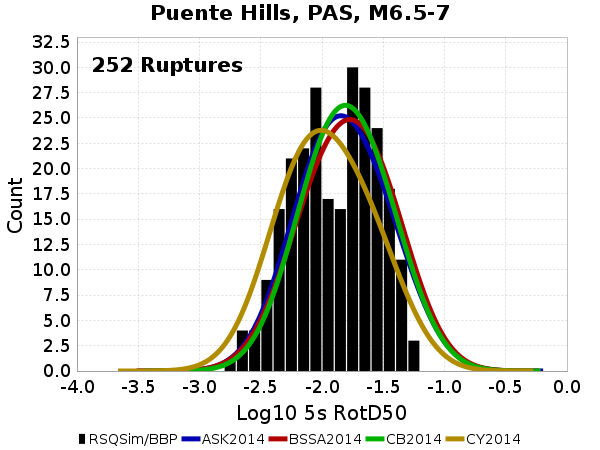 Puente Hills, PAS, M6.5-7
252 Ruptures
Count
32.5
30.0
27.5
25.0
22.5
20.0
17.5
15.0
12.5
10.0
7.5
5.0
2.5
0.0
-4.0 -3.5 -3.0 -2.5 -2.0 -1.5 -1.0 -0.5 0.0
Log10 5s RotD50
RSQSim/BBP ASK2014 BSSA2014 CB2014 CY2014